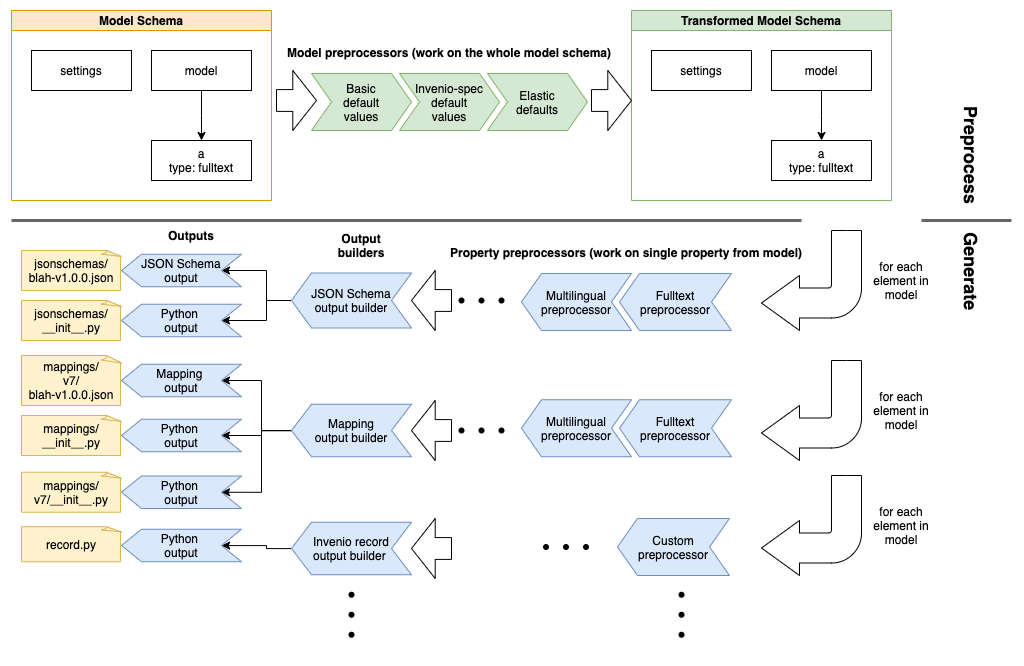 Model Schema
settings
model
a
type: fulltext
Model preprocessors (work on the whole model schema)
Basic
default
values
Invenio-spec
default
values
Elastic
defaults
Transformed Model Schema
settings
model
a
type: fulltext
Preprocess
Generate
Outputs
Output
builders
Property preprocessors (work on single property from model)
jsonschemas/
blah-v1.0.0.json
JSON Schema
output
jsonschemas/
__init__.py
Python
output
JSON Schema
output builder
Multilingual
preprocessor
Fulltext
preprocessor
for each
element in
model
mappings/
v7/
blah-v1.0.0.json
Mapping
output
mappings/
__init__.py
Python
output
mappings/
v7/__init__.py
Python
output
Mapping
output builder
Multilingual
preprocessor
Fulltext
preprocessor
for each
element in
model
record.py
Python
output
Invenio record
output builder
Custom
preprocessor
for each
element in
model